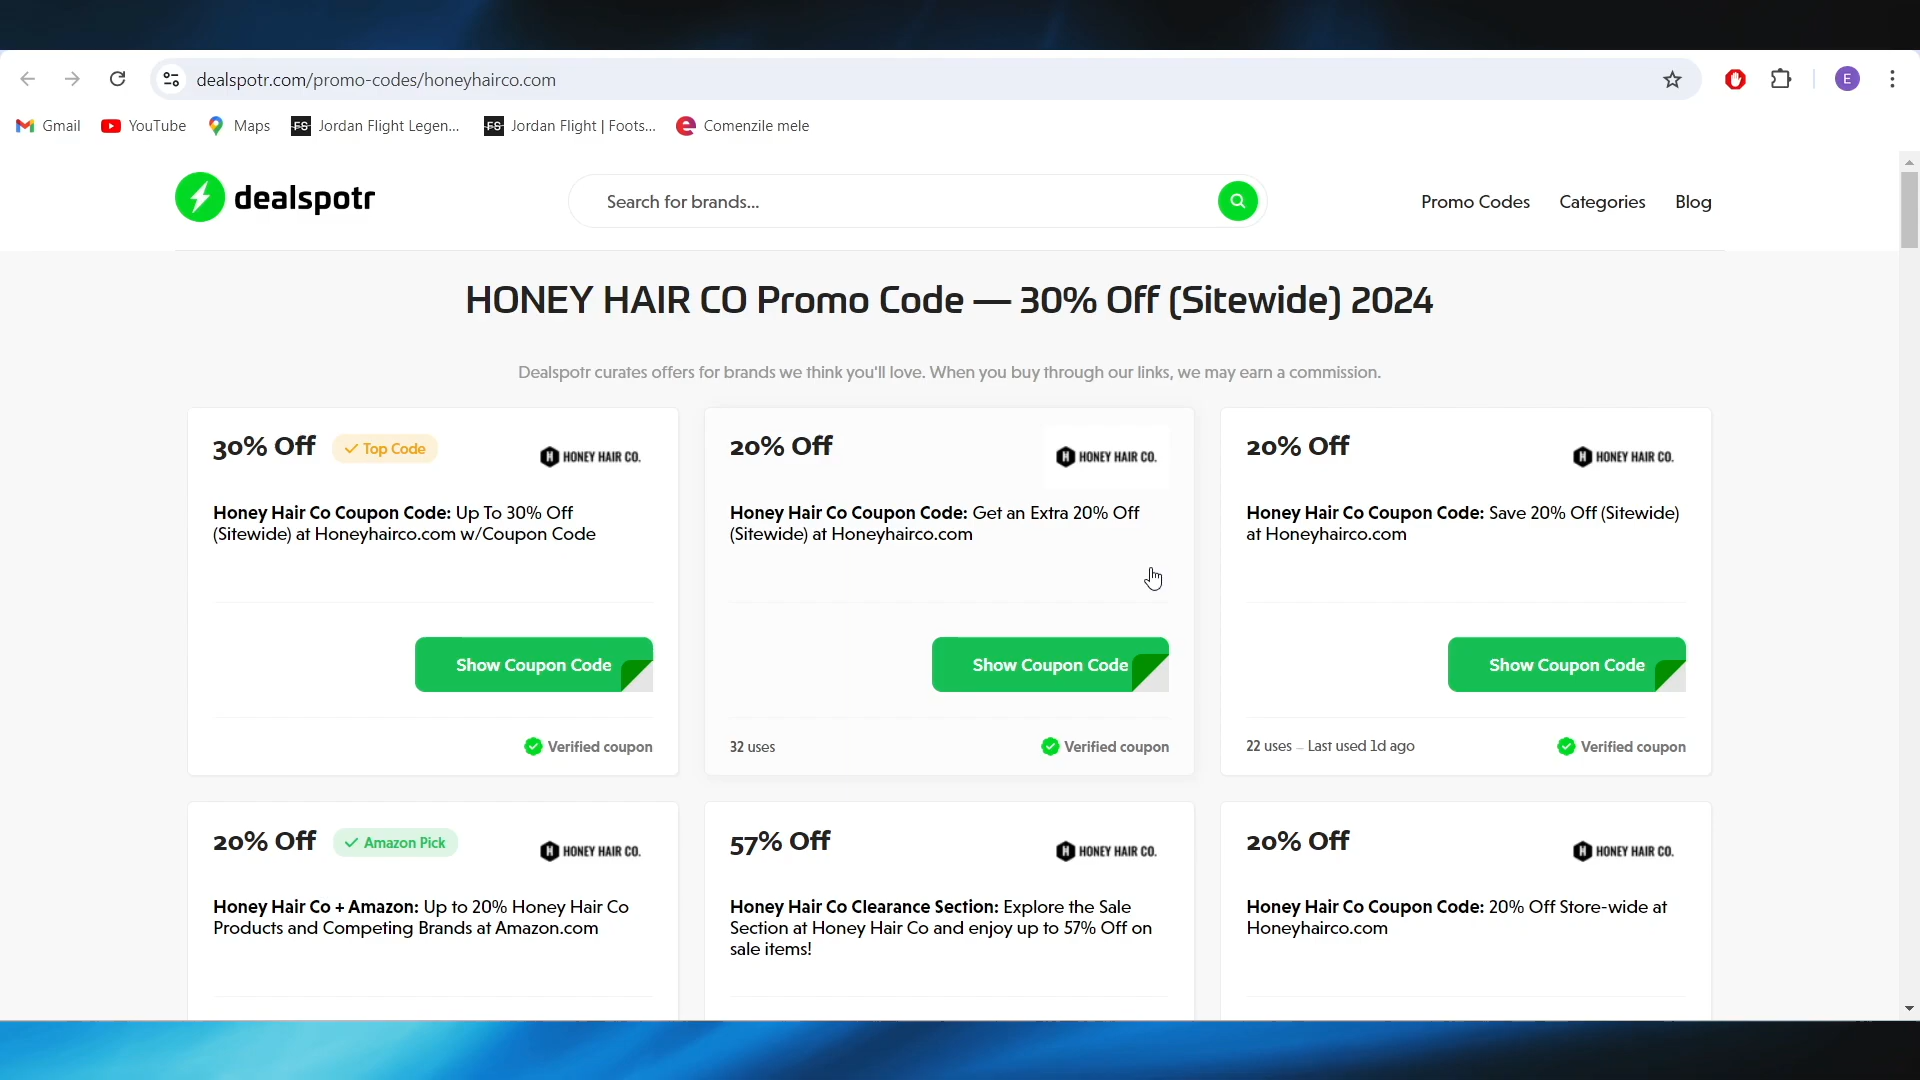 dealspotr.com/promo-codes/honeyhairco.com
E
Gmail YouTube Maps FS Jordan Flight Legen... FS Jordan Flight | Foots... Comenzile mele
dealspotr
Search for brands...
Promo Codes Categories Blog
HONEY HAIR CO Promo Code — 30% Off (Sitewide) 2024
Dealspotr curates offers for brands we think you'll love. When you buy through our links, we may earn a commission.
30% Off
Top Code
HONEY HAIR CO.
Honey Hair Co Coupon Code: Up To 30% Off
(Sitewide) at Honeyhairco.com w/Coupon Code
Show Coupon Code
Verified coupon
20% Off
HONEY HAIR CO.
Honey Hair Co Coupon Code: Get an Extra 20% Off
(Sitewide) at Honeyhairco.com
Show Coupon Code
32 uses
Verified coupon
20% Off
HONEY HAIR CO.
Honey Hair Co Coupon Code: Save 20% Off (Sitewide)
at Honeyhairco.com
Show Coupon Code
22 uses – Last used 1d ago
Verified coupon
20% Off
Amazon Pick
HONEY HAIR CO.
Honey Hair Co + Amazon: Up to 20% Honey Hair Co
Products and Competing Brands at Amazon.com
57% Off
HONEY HAIR CO.
Honey Hair Co Clearance Section: Explore the Sale
Section at Honey Hair Co and enjoy up to 57% Off on
sale items!
20% Off
HONEY HAIR CO.
Honey Hair Co Coupon Code: 20% Off Store-wide at
Honeyhairco.com